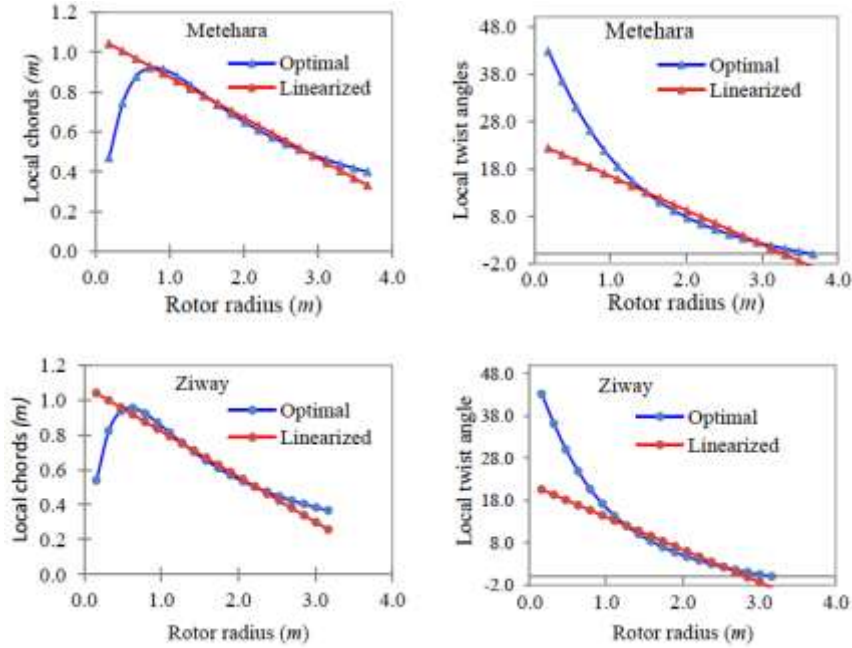 Metehara
Optimal
Linearized
Local chords (m)
1.2
1.0
0.8
0.6
0.4
0.2
0.0
0.0 1.0 2.0 3.0 4.0
Rotor radius (m)
Metehara
Optimal
Linearized
Local twist angles
48.0
38.0
28.0
18.0
8.0
-2.0
0.0 1.0 2.0 3.0 4.0
Rotor radius (m)
Ziway
Optimal
Linearized
Local chords (m)
1.2
1.0
0.8
0.6
0.4
0.2
0.0
0.0 1.0 2.0 3.0 4.0
Rotor radius (m)
Ziway
Optimal
Linearized
Local twist angle
48.0
38.0
28.0
18.0
8.0
-2.0
0.0 1.0 2.0 3.0 4.0
Rotor radius (m)